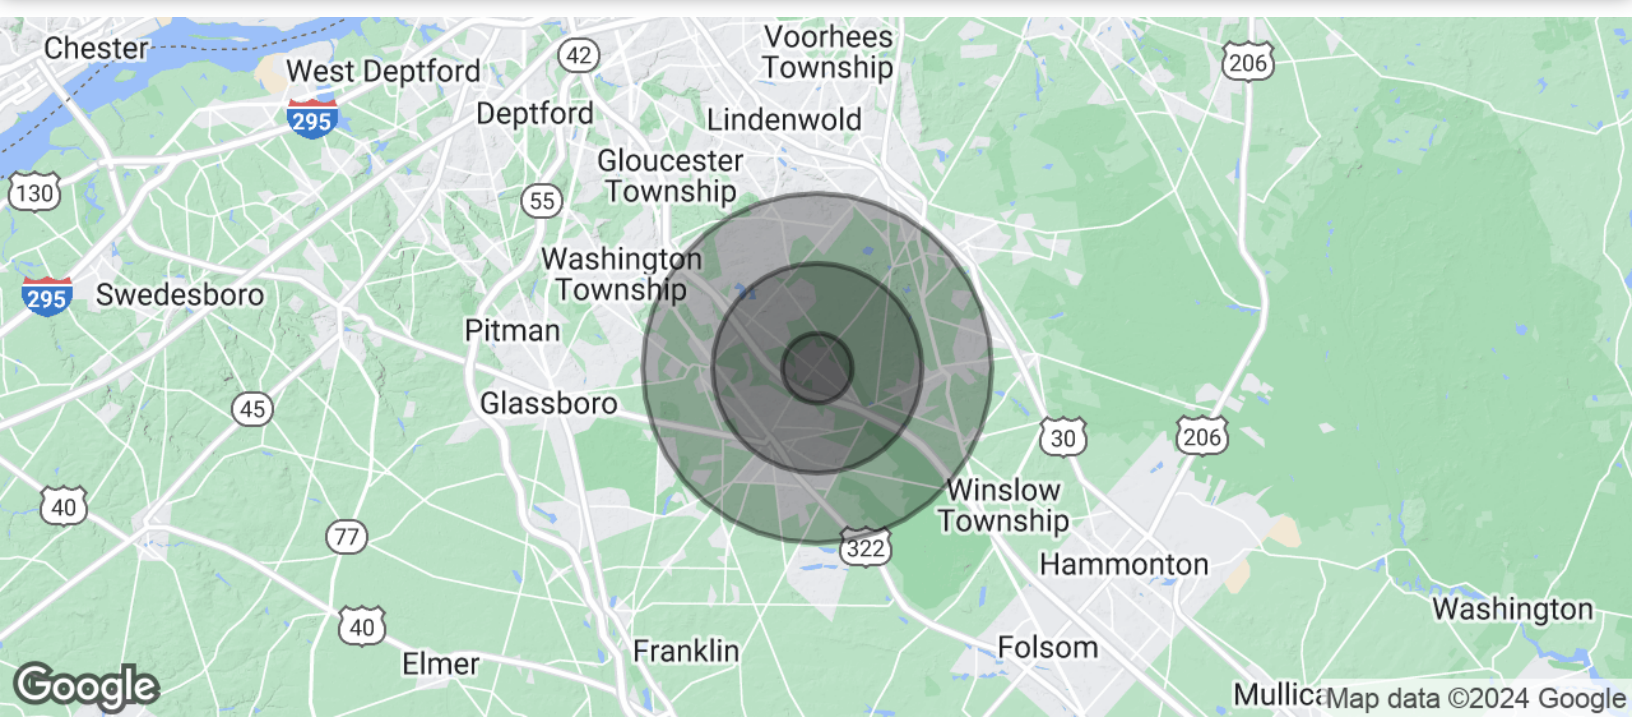 Chester
West Deptford
42
Voorhees
Township
206
295
Deptford
Lindenwold
Gloucester
Township
130
55
Washington
Township
295
Swedesboro
Pitman
45
Glassboro
30
206
40
Winslow
Township
77
322
Hammonton
Washington
40
Elmer
Franklin
Folsom
Google
Mullica
Map data ©2024 Google